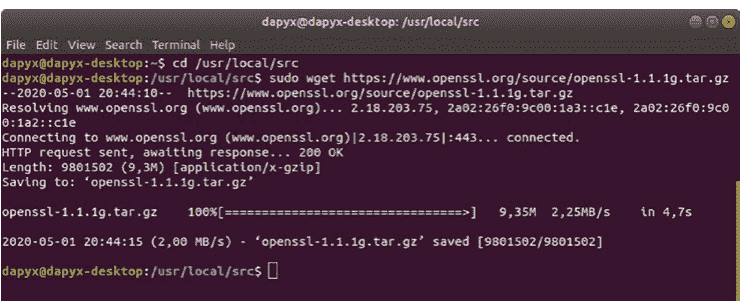 dapyx@dapyx-desktop: /usr/local/src
File Edit View Search Terminal Help
dapyx@dapyx-desktop:~$ cd /usr/local/src
dapyx@dapyx-desktop:/usr/local/src$ sudo wget https://www.openssl.org/source/openssl-1.1.1g.tar.gz
--2020-05-01 20:44:10-- https://www.openssl.org/source/openssl-1.1.1g.tar.gz
Resolving www.openssl.org (www.openssl.org)... 2.18.203.75, 2a02:26f0:9c00:1a3::c1e, 2a02:26f0:9c0
0:1a2::c1e
Connecting to www.openssl.org (www.openssl.org)|2.18.203.75|:443... connected.
HTTP request sent, awaiting response... 200 OK
Length: 9801502 (9,3M) [application/x-gzip]
Saving to: ‘openssl-1.1.1g.tar.gz’
openssl-1.1.1g.tar.gz 100%[================================>] 9,35M 2,25MB/s in 4,7s
2020-05-01 20:44:15 (2,00 MB/s) - ‘openssl-1.1.1g.tar.gz’ saved [9801502/9801502]
dapyx@dapyx-desktop:/usr/local/src$